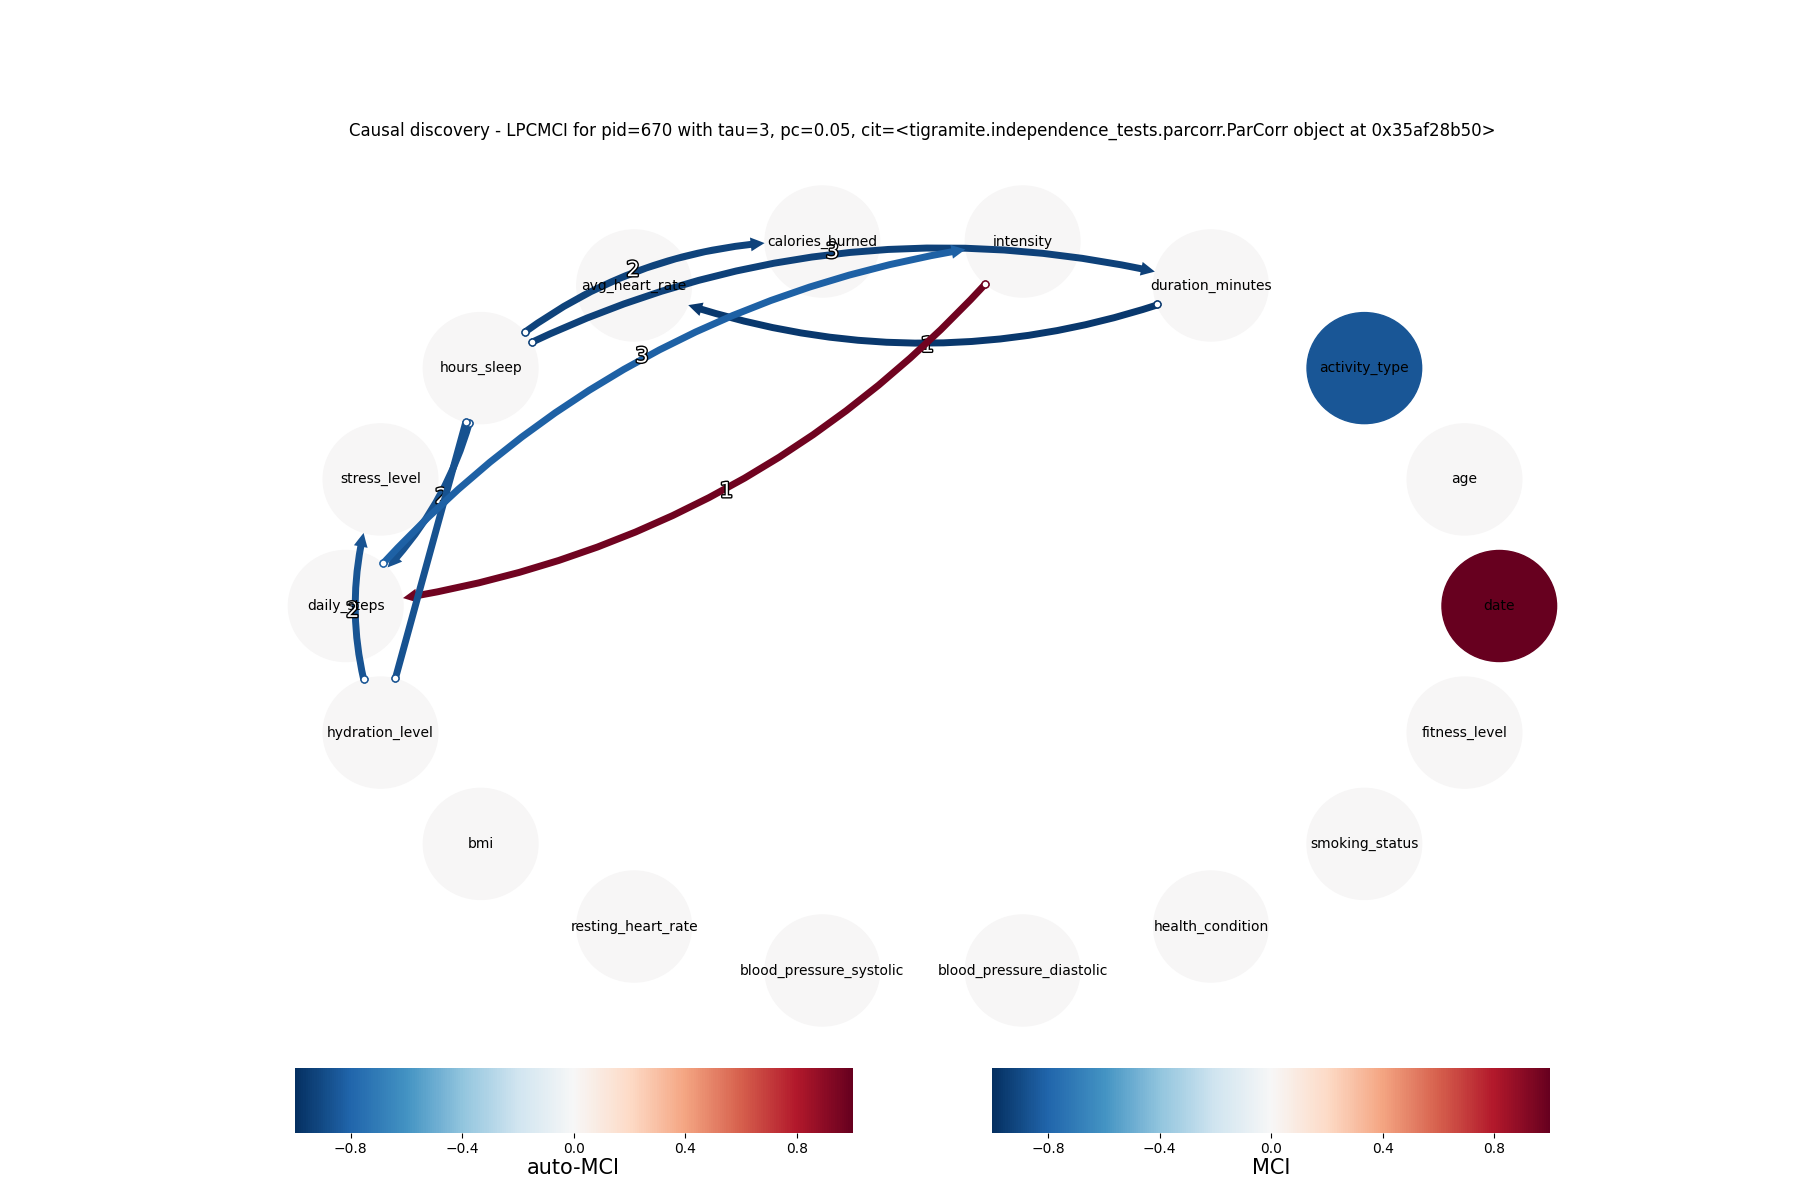 Causal discovery - LPCMCI for pid=670 with tau=3, pc=0.05, cit=<tigramite.independence_tests.parcorr.ParCorr object at 0x35af28b50>
calories_burned
intensity
3
2
avg_heart_rate
duration_minutes
1
3
hours_sleep
activity_type
stress_level
age
1
daily_steps
2
date
hydration_level
fitness_level
bmi
smoking_status
resting_heart_rate
health_condition
blood_pressure_systolic
blood_pressure_diastolic
−0.8 −0.4 0.0 0.4 0.8
auto-MCI
−0.8 −0.4 0.0 0.4 0.8
MCI